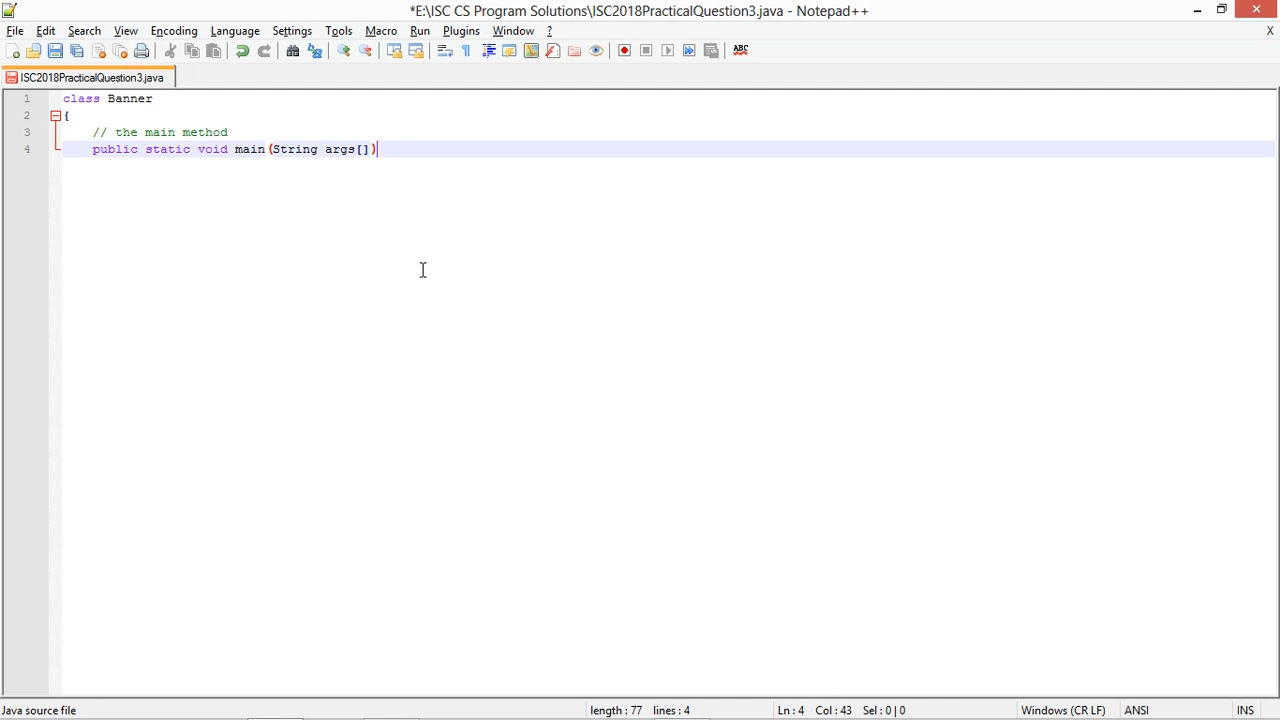 *E:\ISC CS Program Solutions\ISC2018PracticalQuestion3.java - Notepad++
File Edit Search View Encoding Language Settings Tools Macro Run Plugins Window ? X
ABC
ISC2018PracticalQuestion3.java
1 class Banner
2 {
3 // the main method
4 public static void main(String args[])
Java source file length : 77 lines : 4 Ln : 4 Col : 43 Sel : 0 | 0 Windows (CR LF) ANSI INS